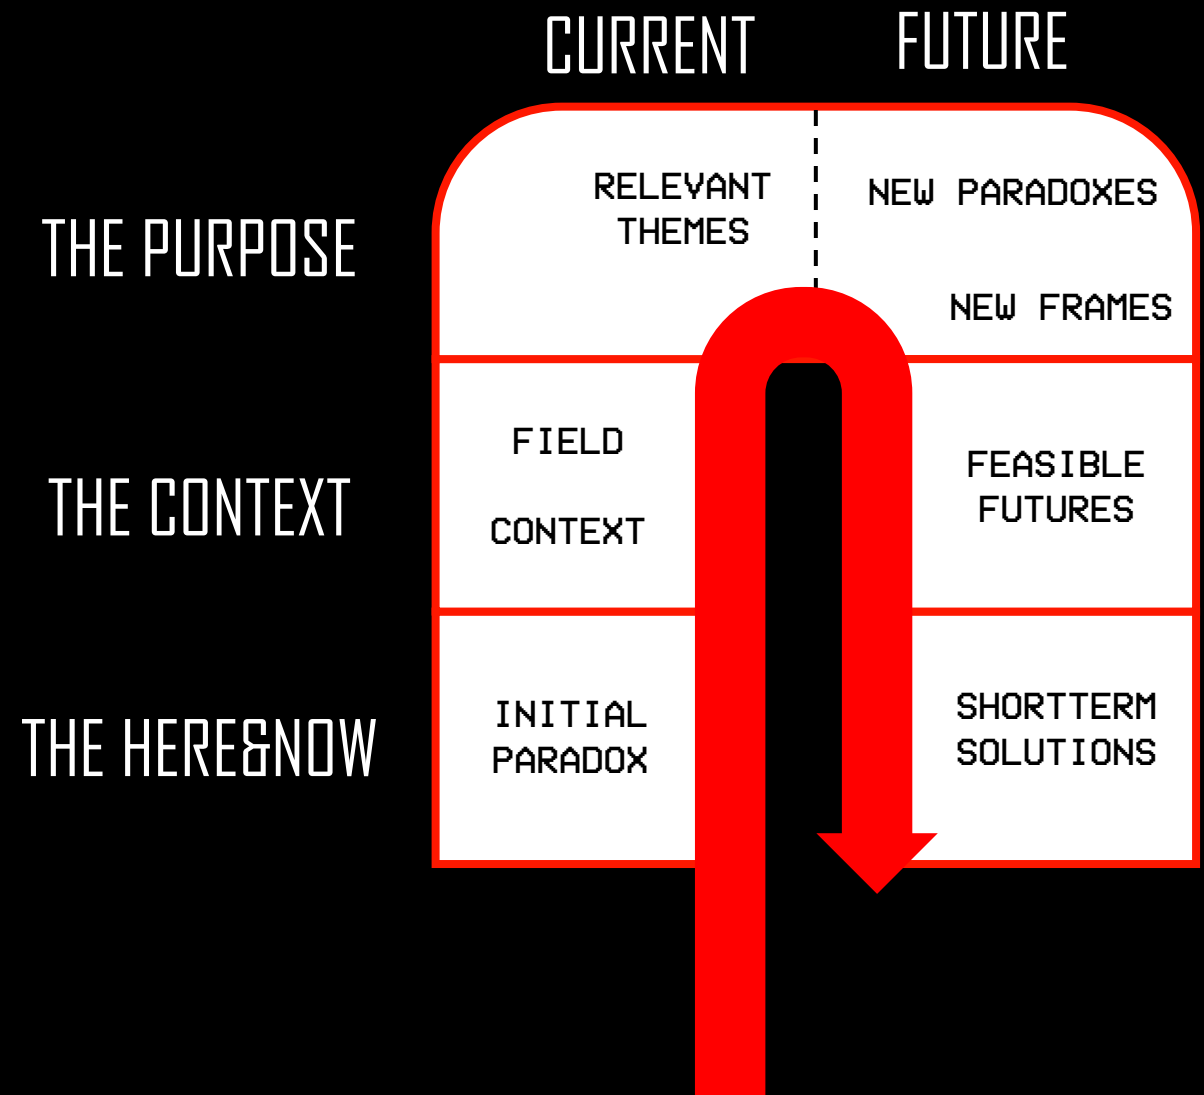 CURRENT
FUTURE
THE PURPOSE
RELEVANT
THEMES
NEW PARADOXES
NEW FRAMES
THE CONTEXT
FIELD
CONTEXT
FEASIBLE
FUTURES
THE HERE&NOW
INITIAL
PARADOX
SHORTTERM
SOLUTIONS